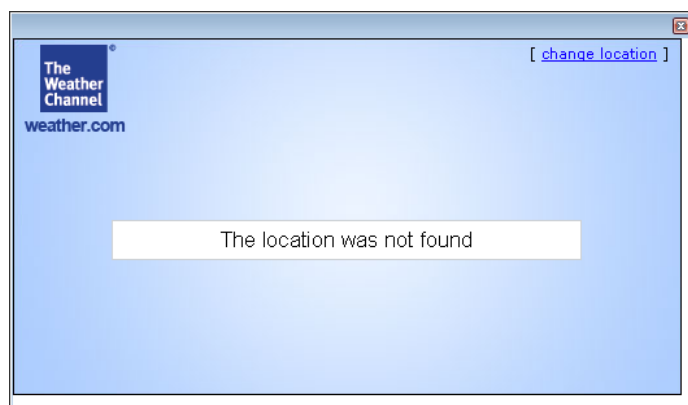 The
Weather
Channel
weather.com
[ change location ]
The location was not found